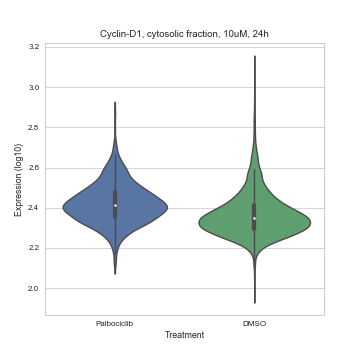 Cyclin-D1, cytosolic fraction, 10uM, 24h
3.2
3.0
2.8
2.6
2.4
2.2
2.0
Expression (log10)
Palbociclib
DMSO
Treatment